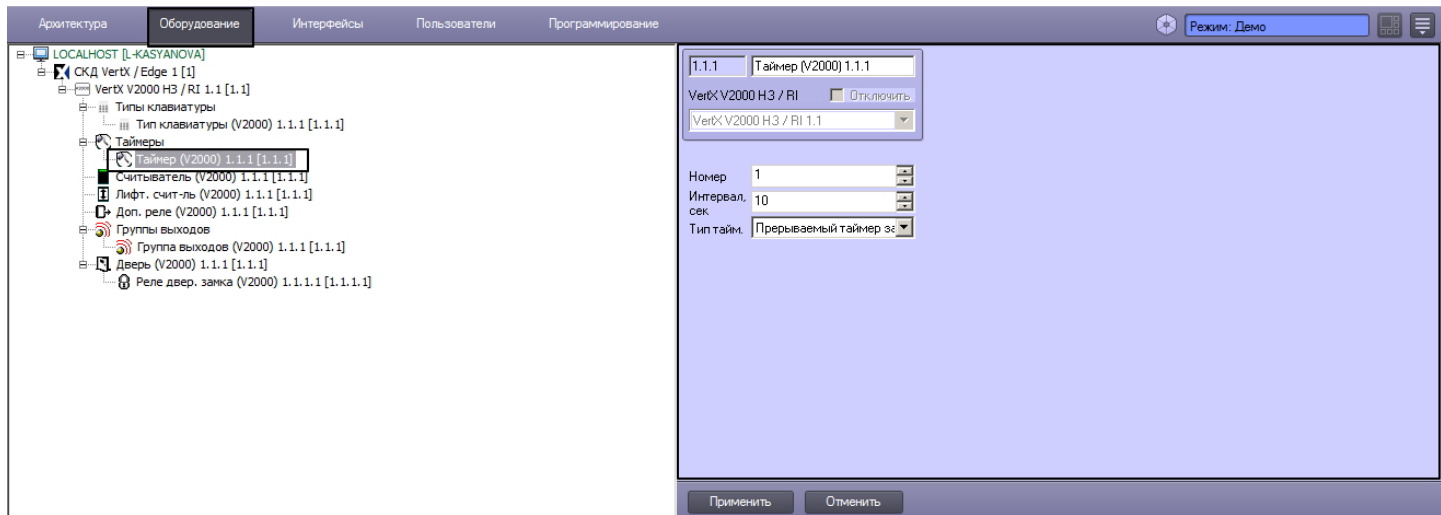 Архитектура Оборудование Интерфейсы Пользователи Программирование Режим: Демо
LOCALHOST [L-KASYANOVA]
СКД VertX / Edge 1 [1]
VertX V2000 H3 / RI 1.1 [1.1]
Типы клавиатуры
Тип клавиатуры (V2000) 1.1.1 [1.1.1]
Таймеры
Таймер (V2000) 1.1.1 [1.1.1]
Считыватель (V2000) 1.1.1 [1.1.1]
Лифт. счит-ль (V2000) 1.1.1 [1.1.1]
Доп. реле (V2000) 1.1.1 [1.1.1]
Группы выходов
Группа выходов (V2000) 1.1.1 [1.1.1]
Дверь (V2000) 1.1.1 [1.1.1]
Реле двер. замка (V2000) 1.1.1.1 [1.1.1.1]
1.1.1 Таймер (V2000) 1.1.1
VertX V2000 H3 / RI Отключить
VertX V2000 H3 / RI 1.1
Номер 1
Интервал, 10
сек
Тип тайм. Прерываемый таймер за
Применить Отменить